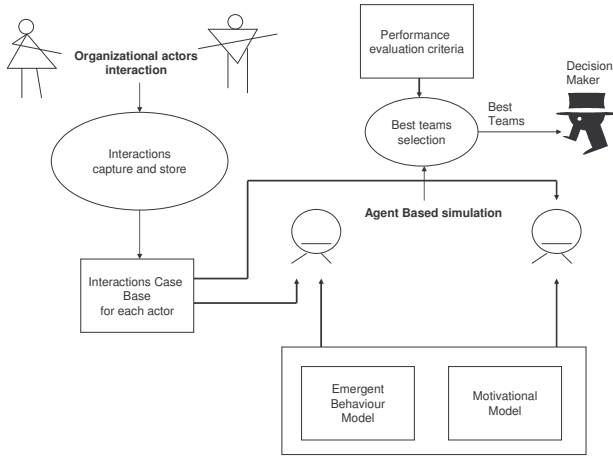 Organizational actors
interaction
Performance
evaluation criteria
Decision
Maker
Best
Teams
Best teams
selection
Interactions
capture and store
Agent Based simulation
Interactions Case
Base
for each actor
Emergent
Behaviour
Model
Motivational
Model